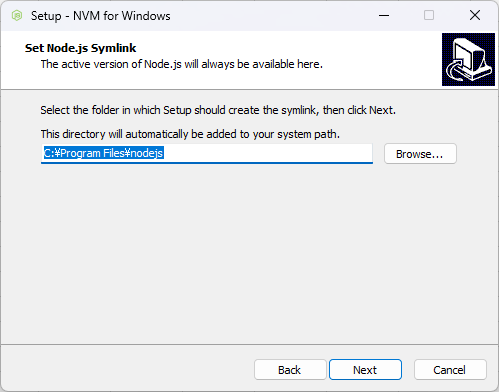 Setup - NVM for Windows
Set Node.js Symlink
The active version of Node.js will always be available here.
Select the folder in which Setup should create the symlink, then click Next.
This directory will automatically be added to your system path.
C:¥Program Files¥nodejs
Browse...
Back
Next
Cancel